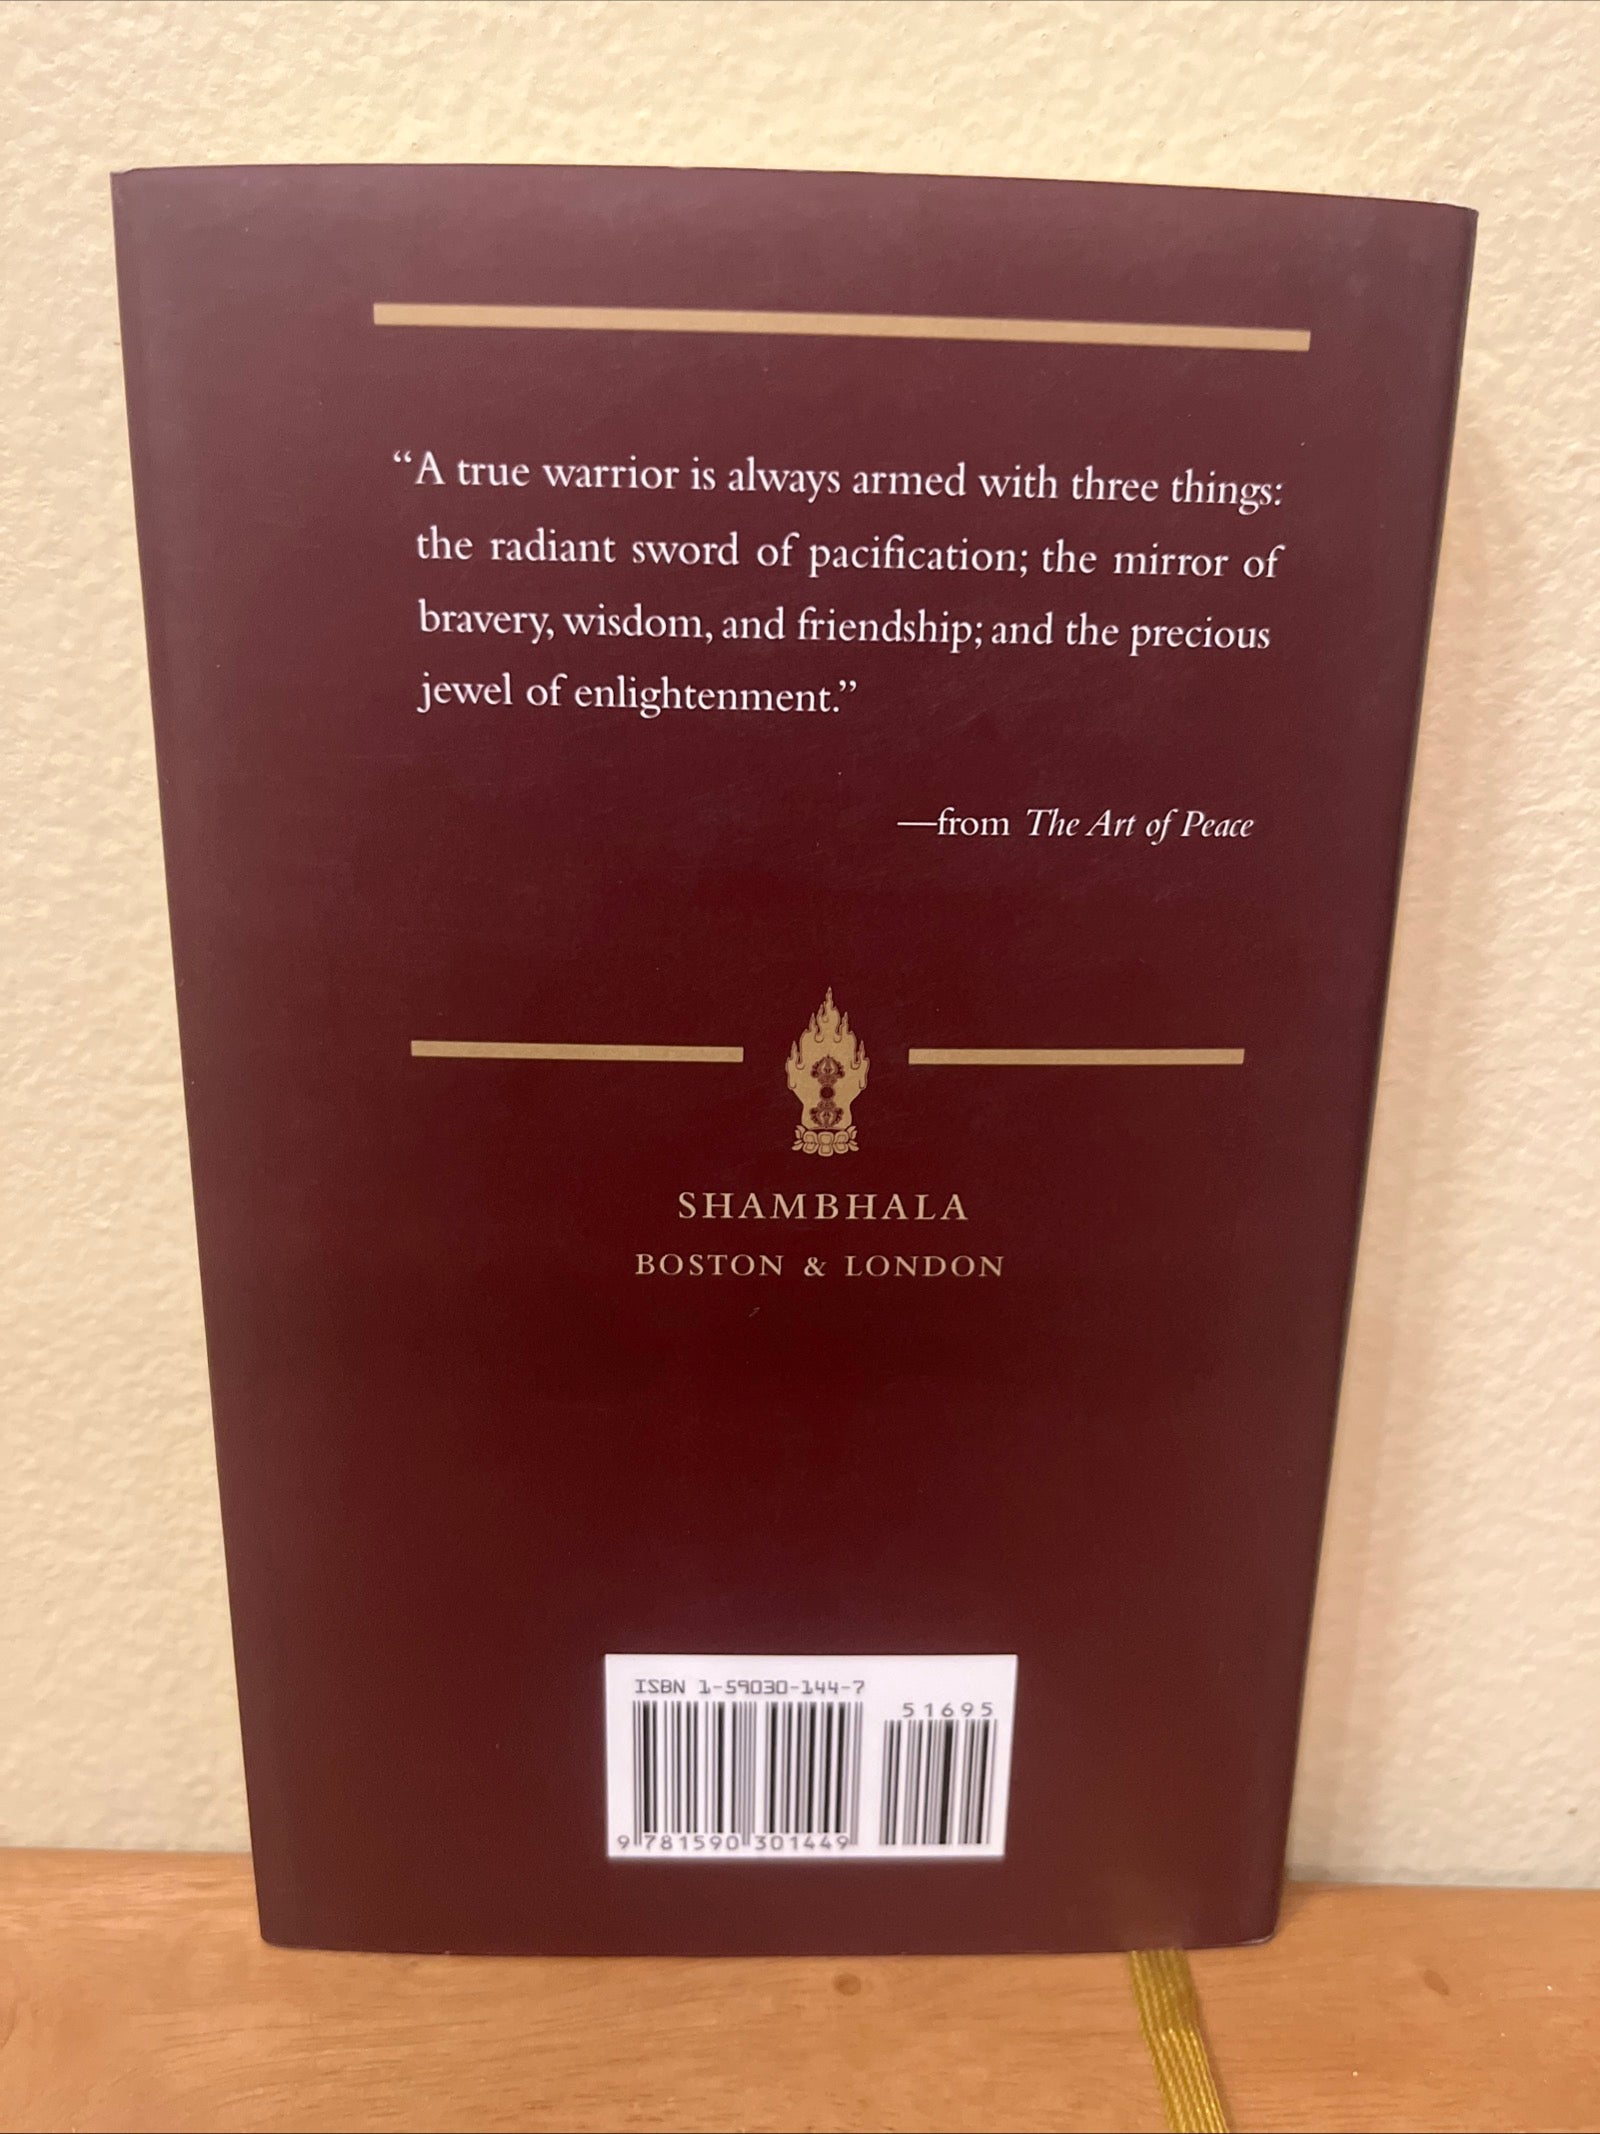 “A true warrior is always armed with three things:
the radiant sword of pacification; the mirror of
bravery, wisdom, and friendship; and the precious
jewel of enlightenment.”
—from The Art of Peace
SHAMBHALA
BOSTON & LONDON
ISBN 1-59030-144-7
51695
9 781590 301449